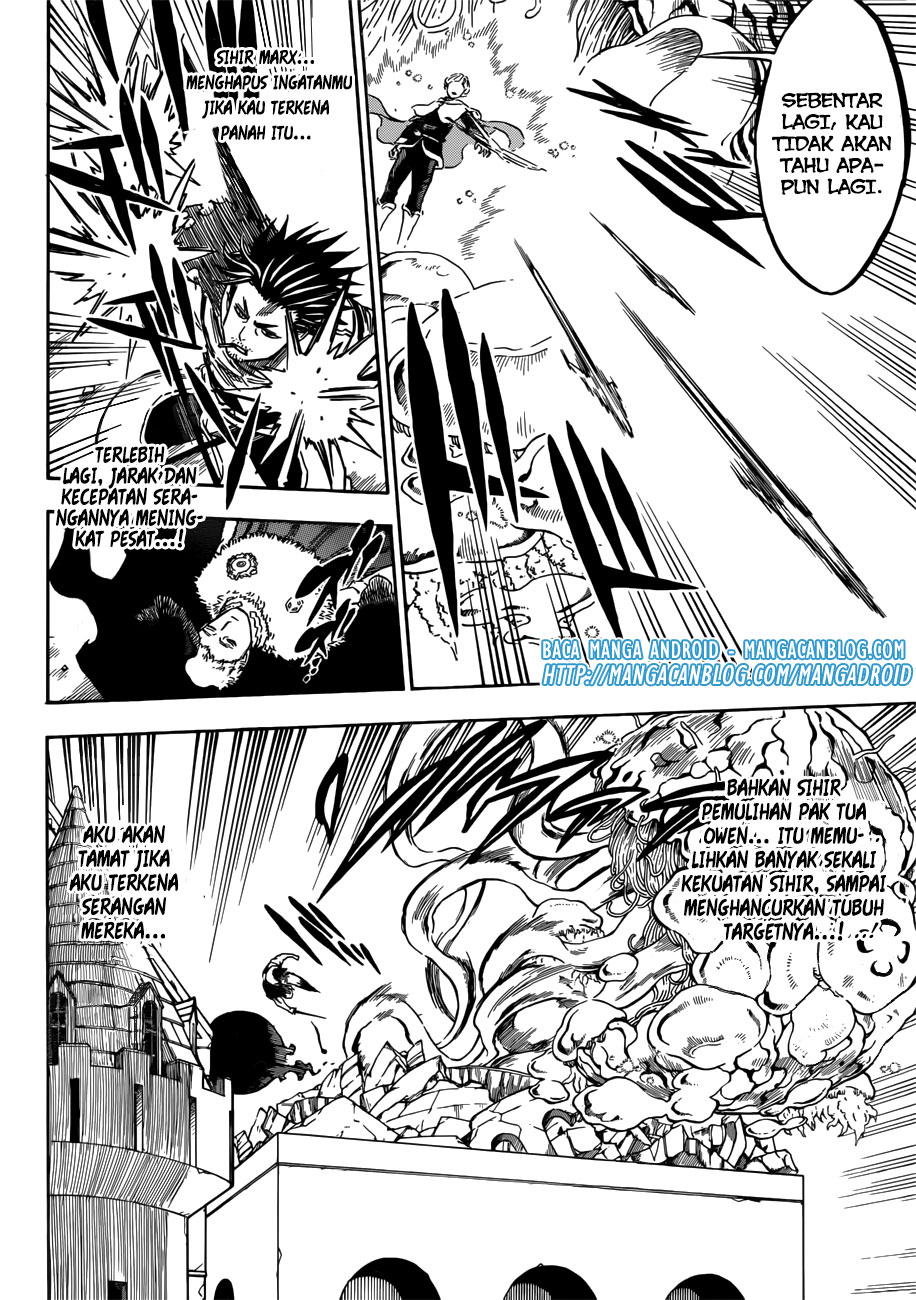 SEBENTAR
LAGI, KAU
TIDAK AKAN
TAHU APA-
PUN LAGI.
SIHIR MARX...
MENGHAPUS INGATANMU
JIKA KAU TERKENA
PANAH ITU...
TERLEBIH
LAGI, JARAK DAN
KECEPATAN SERA-
NGANNYA MENING-
KAT PESAT...!
BACA MANGA ANDROID - MANGACANBLOG.COM
HTTP://MANGACANBLOG.COM/MANGADROID
BAHKAN SIHIR
PEMULIHAN PAK TUA
OWEN... ITU MEMU-
LIHKAN BANYAK SEKALI
KEKUATAN SIHIR, SAMPAI
MENGHANCURKAN TUBUH
TARGETNYA...!
AKU AKAN
TAMAT JIKA
AKU TERKENA
SERANGAN
MEREKA...